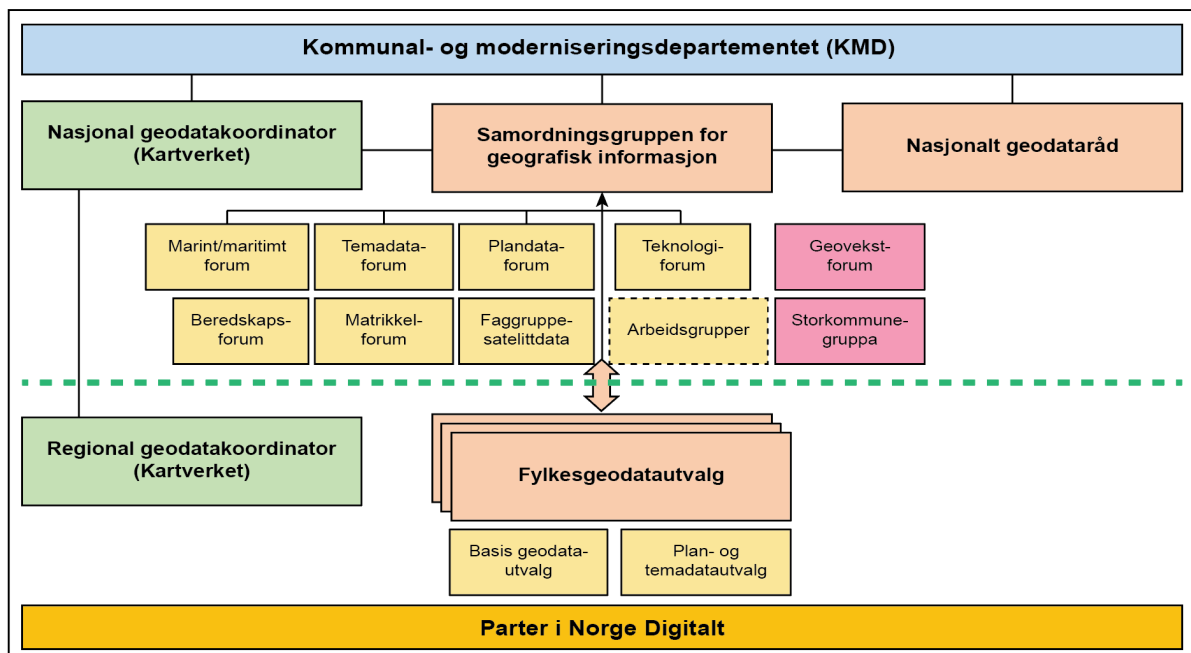 Kommunal- og moderniseringsdepartementet (KMD)
Nasjonal geodatakoordinator
(Kartverket)
Samordningsgruppen for
geografisk informasjon
Nasjonalt geodataråd
Marint/maritimt
forum
Temadata-
forum
Plandata-
forum
Teknologi-
forum
Geovekst-
forum
Beredskaps-
forum
Matrikkel-
forum
Faggruppe-
satelittdata
Arbeidsgrupper
Storkommune-
gruppa
Regional geodatakoordinator
(Kartverket)
Fylkesgeodatautvalg
Basis geodata-
utvalg
Plan- og
temadatautvalg
Parter i Norge Digitalt